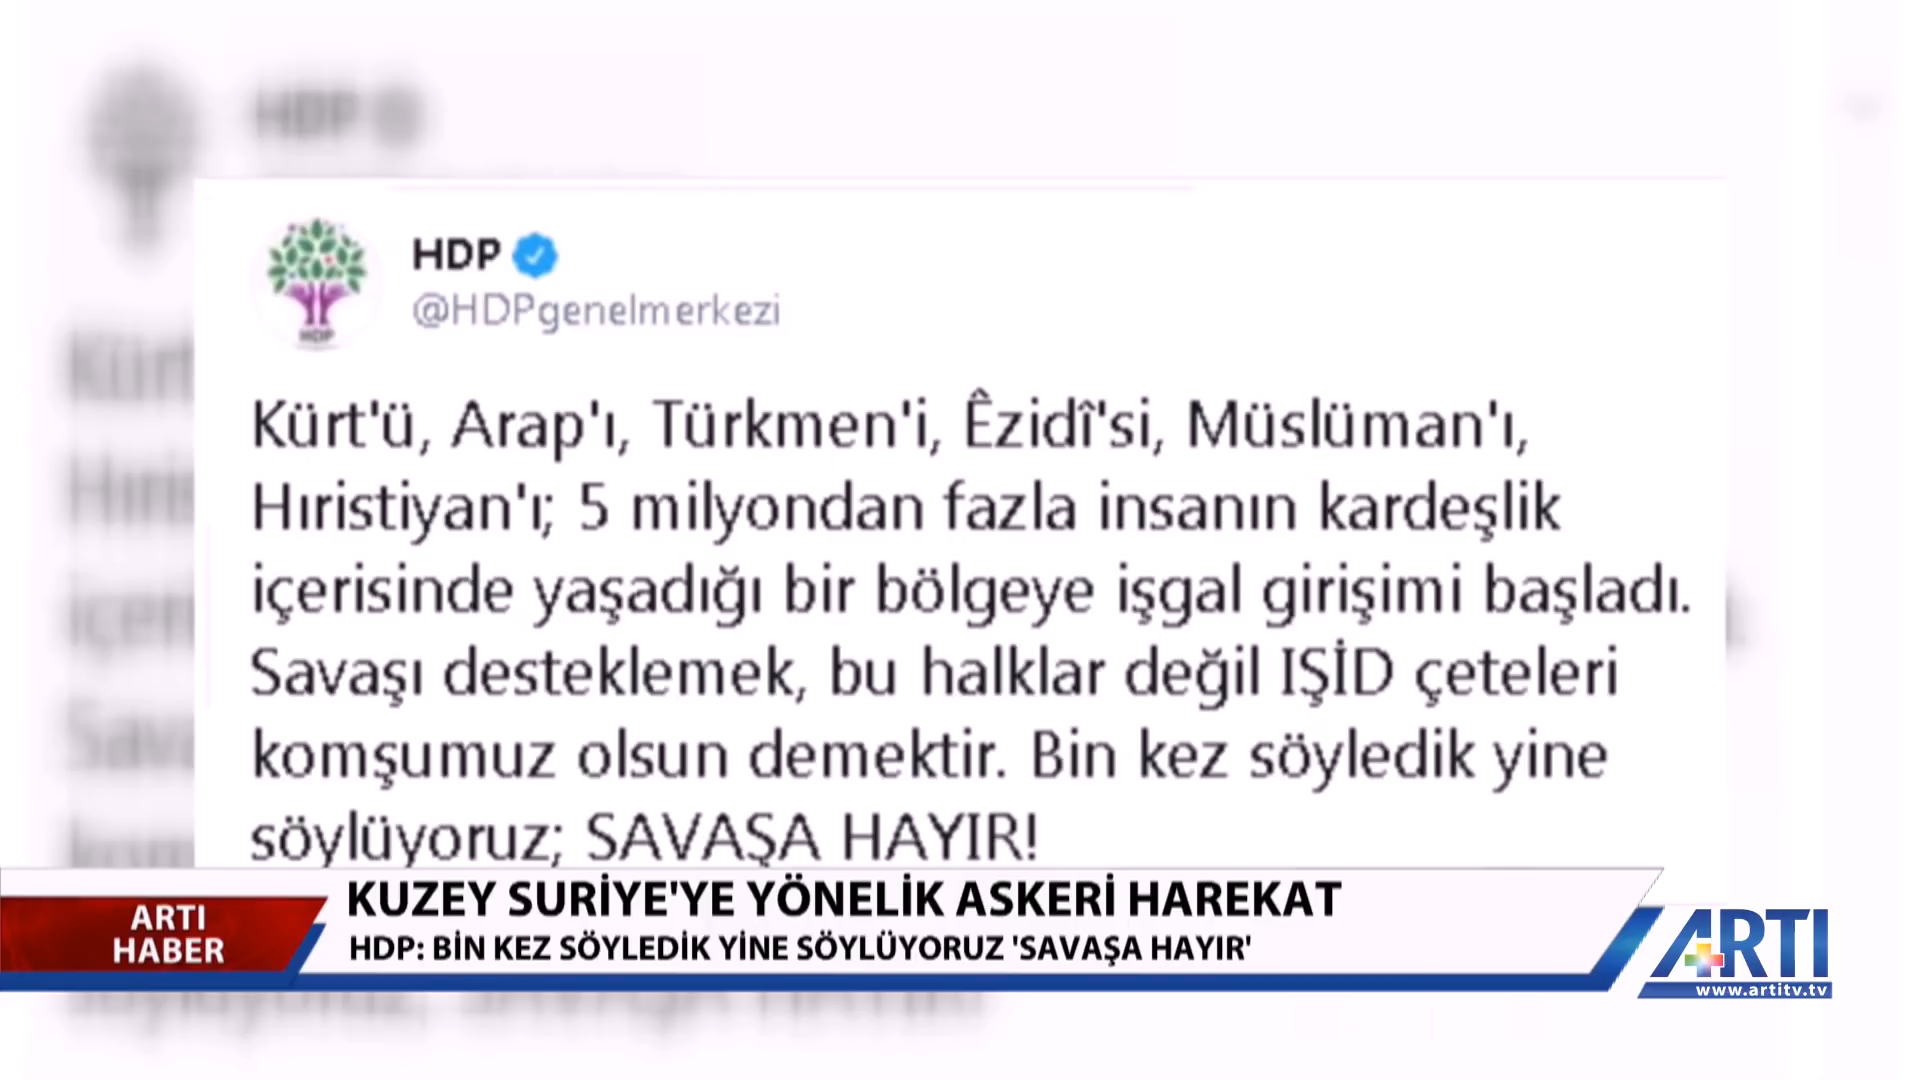 HDP
HDP
@HDPgenelmerkezi
HDP
Kürt'ü, Arap'ı, Türkmen'i, Êzidî'si, Müslüman'ı,
Hıristiyan'ı; 5 milyondan fazla insanın kardeşlik
içerisinde yaşadığı bir bölgeye işgal girişimi başladı.
Savaşı desteklemek, bu halklar değil IŞİD çeteleri
komşumuz olsun demektir. Bin kez söyledik yine
söylüyoruz; SAVAŞA HAYIR!
KUZEY SURİYE'YE YÖNELİK ASKERİ HAREKAT
ARTI
HABER
HDP: BİN KEZ SÖYLEDİK YİNE SÖYLÜYORUZ 'SAVAŞA HAYIR'
ARTI
www.artitv.tv